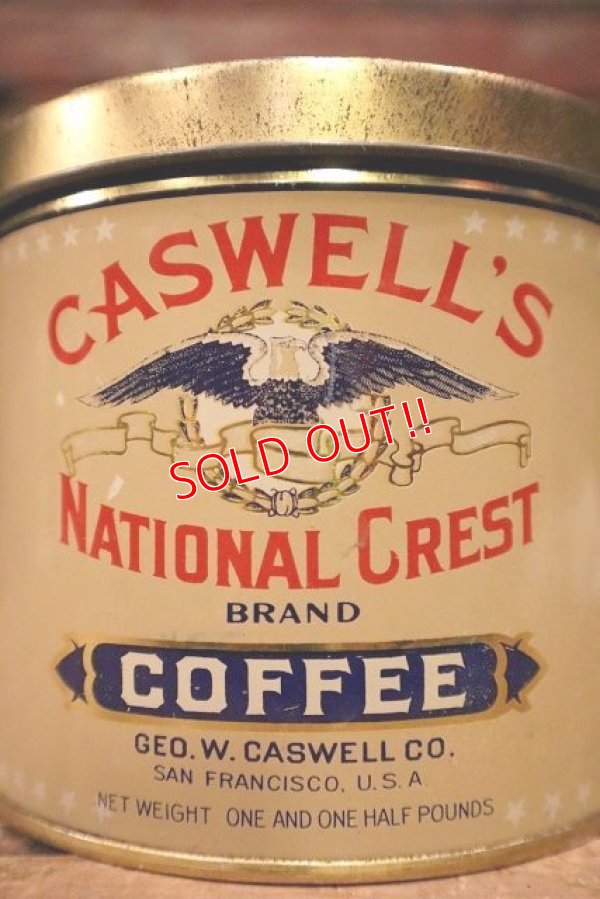 CASWELL'S
SOLD OUT!!
NATIONAL CREST
BRAND
COFFEE
GEO. W. CASWELL CO.
SAN FRANCISCO, U.S.A.
NET WEIGHT ONE AND ONE HALF POUNDS